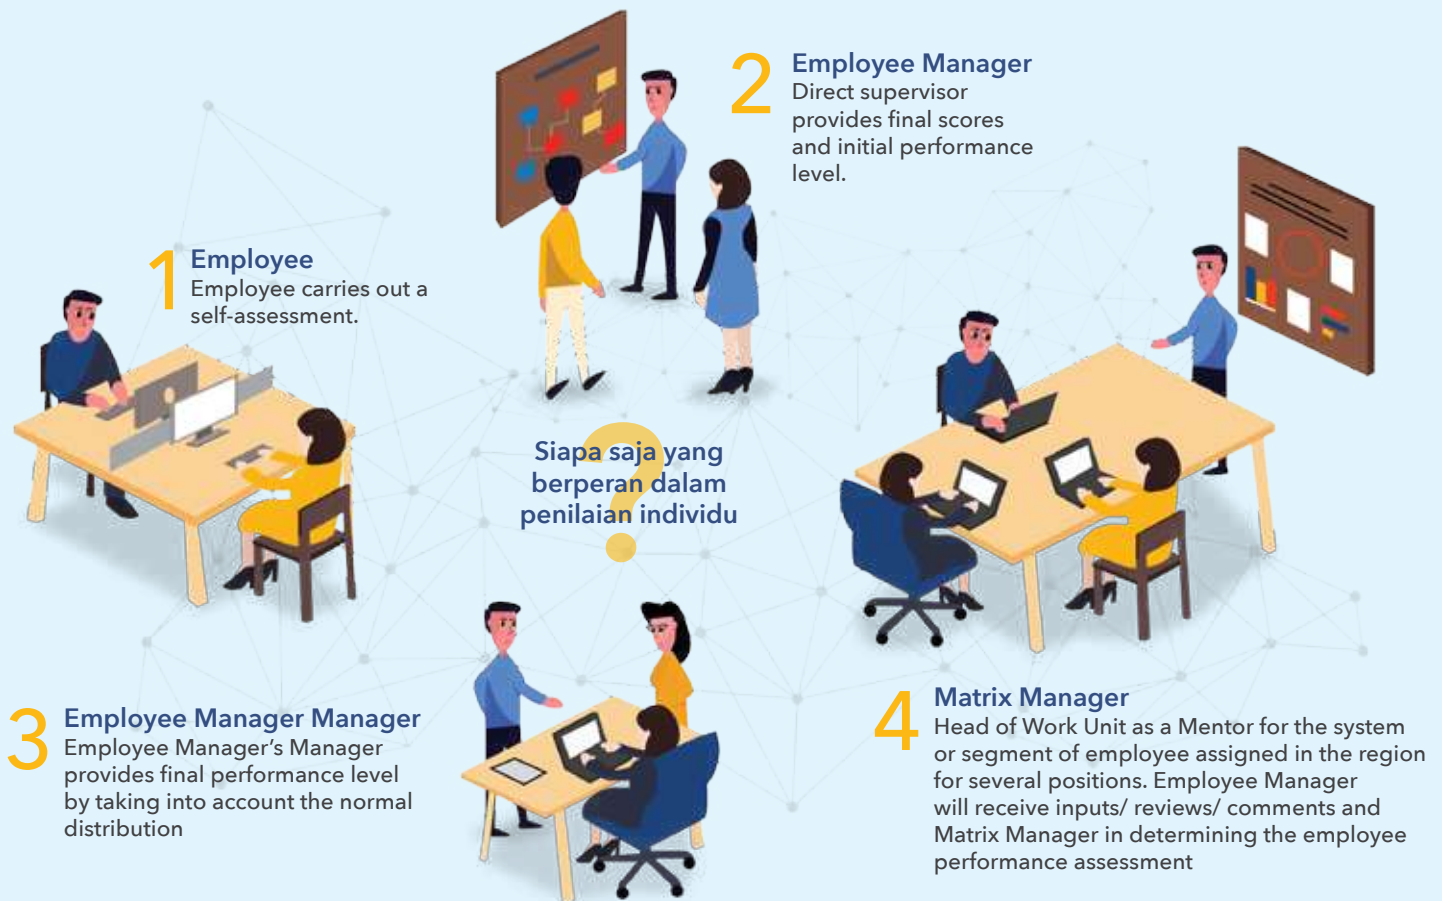 1
Employee
Employee carries out a
self-assessment.
2
Employee Manager
Direct supervisor
provides final scores
and initial performance
level.
?
Siapa saja yang
berperan dalam
penilaian individu
3
Employee Manager Manager
Employee Manager's Manager
provides final performance level
by taking into account the normal
distribution
4
Matrix Manager
Head of Work Unit as a Mentor for the system
or segment of employee assigned in the region
for several positions. Employee Manager
will receive inputs/ reviews/ comments and
Matrix Manager in determining the employee
performance assessment